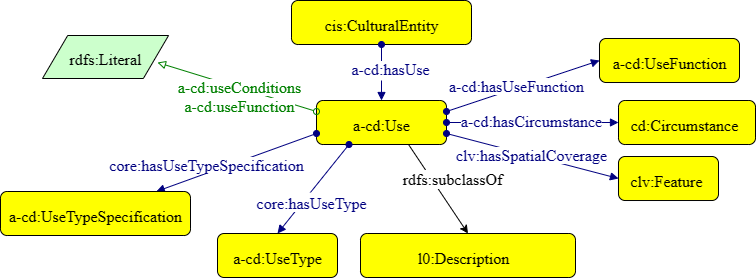 cis:CulturalEntity
rdfs:Literal
a-cd:hasUse
a-cd:UseFunction
a-cd:useConditions
a-cd:useFunction
a-cd:hasUseFunction
a-cd:Use
a-cd:hasCircumstance
cd:Circumstance
core:hasUseTypeSpecification
clv:hasSpatialCoverage
rdfs:subclassOf
clv:Feature
core:hasUseType
a-cd:UseTypeSpecification
a-cd:UseType
l0:Description